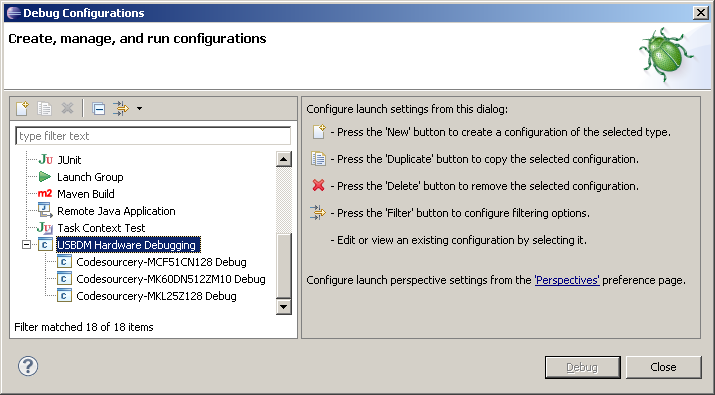 Debug Configurations
Create, manage, and run configurations
type filter text
JUnit
Launch Group
Maven Build
Remote Java Application
Task Context Test
USBDM Hardware Debugging
Codesourcery-MCF51CN128 Debug
Codesourcery-MK60DN512ZM10 Debug
Codesourcery-MKL25Z128 Debug
Filter matched 18 of 18 items
Configure launch settings from this dialog:
- Press the 'New' button to create a configuration of the selected type.
- Press the 'Duplicate' button to copy the selected configuration.
- Press the 'Delete' button to remove the selected configuration.
- Press the 'Filter' button to configure filtering options.
- Edit or view an existing configuration by selecting it.
Configure launch perspective settings from the 'Perspectives' preference page.
Debug
Close